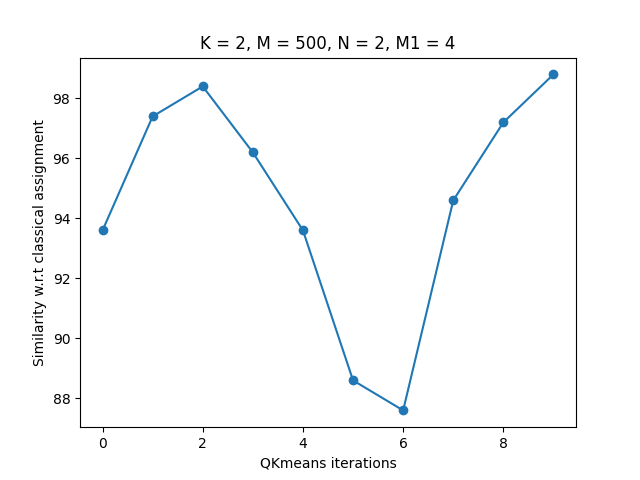 K = 2, M = 500, N = 2, M1 = 4
Similarity w.r.t classical assignment
98
96
94
92
90
88
0 2 4 6 8
QKmeans iterations